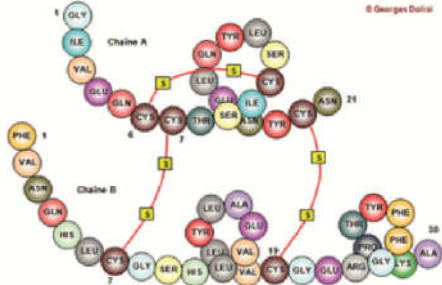 © Georges Dolisi
1 GLY
ILE
Chaîne A
VAL
GLU
GLN
CYS
6
CYS
7
THR
SER
ILE
CYS
SER
LEU
TYR
GLN
LEU
GLU
ASN
TYR
CYS
ASN
21
S S
S
S
PHE 1
VAL
ASN
Chaîne B
GLN
HIS
LEU
CYS
7
GLY
SER
HIS
LEU
VAL
GLU
ALA
LEU
TYR
LEU
VAL
CYS
19
GLY
GLU
ARG
GLY
PHE
PHE
TYR
THR
PRO
LYS
ALA
30